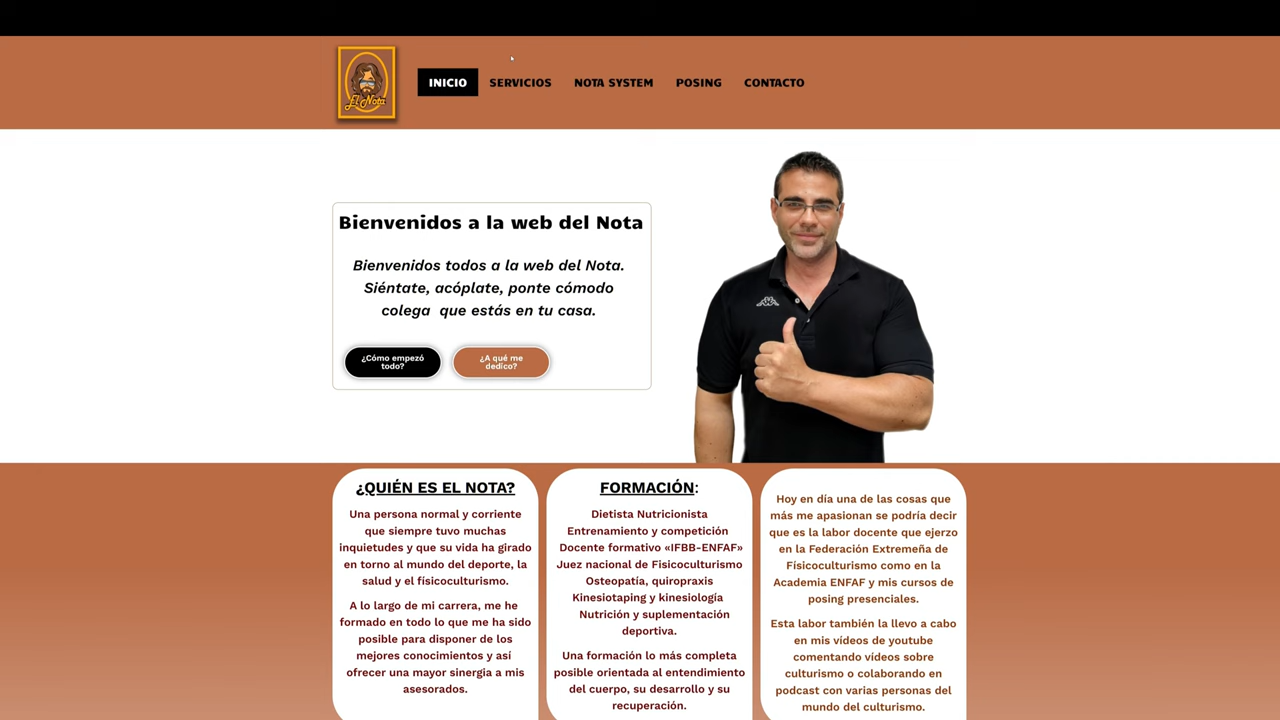 El Nota
INICIO
SERVICIOS
NOTA SYSTEM
POSING
CONTACTO
Bienvenidos a la web del Nota
Bienvenidos todos a la web del Nota.
Siéntate, acóplate, ponte cómodo
colega que estás en tu casa.
¿Cómo empezó
todo?
¿A qué me
dedico?
¿QUIÉN ES EL NOTA?
Una persona normal y corriente
que siempre tuvo muchas
inquietudes y que su vida ha girado
en torno al mundo del deporte, la
salud y el físicoculturismo.
A lo largo de mi carrera, me he
formado en todo lo que me ha sido
posible para disponer de los
mejores conocimientos y así
ofrecer una mayor sinergia a mis
asesorados.
FORMACIÓN:
Dietista Nutricionista
Entrenamiento y competición
Docente formativo «IFBB-ENFAF»
Juez nacional de Fisicoculturismo
Osteopatía, quiropraxis
Kinesiotaping y kinesiología
Nutrición y suplementación
deportiva.
Una formación lo más completa
posible orientada al entendimiento
del cuerpo, su desarrollo y su
recuperación.
Hoy en día una de las cosas que
más me apasionan se podría decir
que es la labor docente que ejerzo
en la Federación Extremeña de
Físicoculturismo como en la
Academia ENFAF y mis cursos de
posing presenciales.
Esta labor también la llevo a cabo
en mis vídeos de youtube
comentando vídeos sobre
culturismo o colaborando en
podcast con varias personas del
mundo del culturismo.